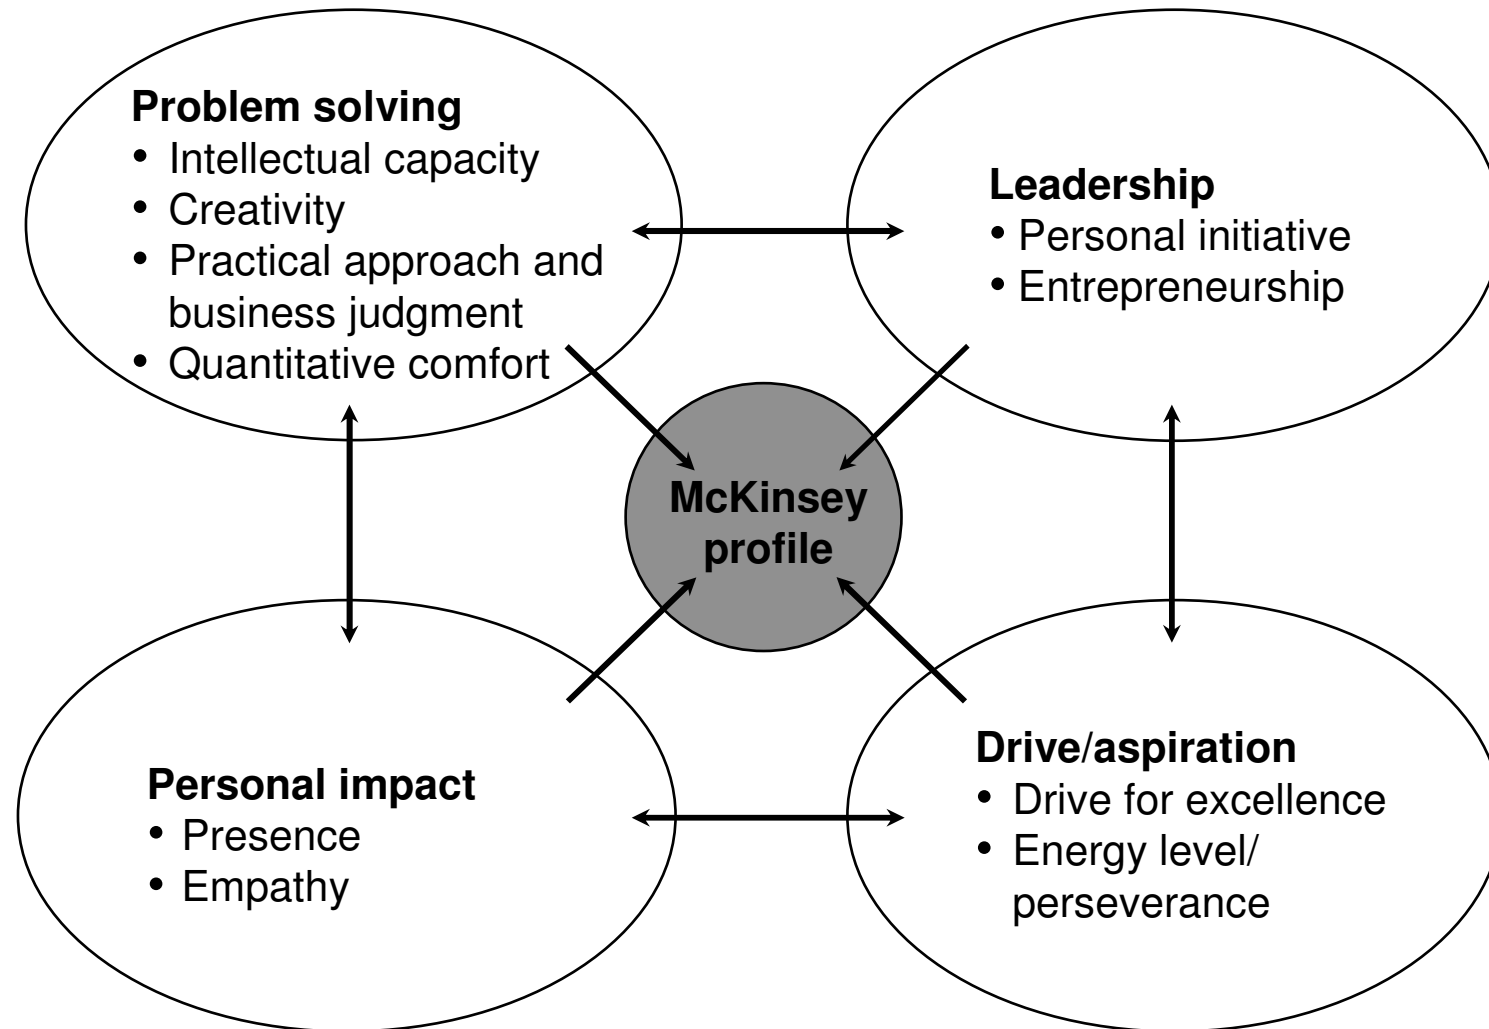 Problem solving
• Intellectual capacity
• Creativity
• Practical approach and
business judgment
• Quantitative comfort
Leadership
• Personal initiative
• Entrepreneurship
McKinsey
profile
Personal impact
• Presence
• Empathy
Drive/aspiration
• Drive for excellence
• Energy level/
perseverance